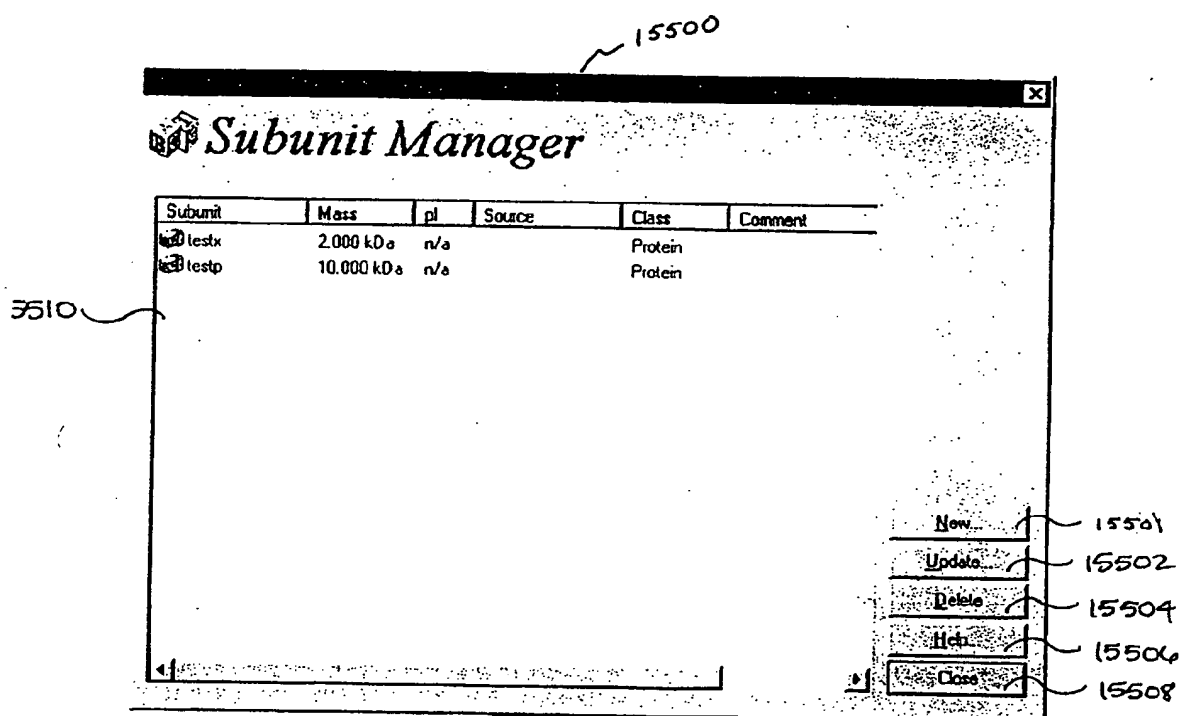 15500
Subunit Manager
Subunit Mass pI Source Class Comment
testx 2.000 kDa n/a Protein
testp 10.000 kDa n/a Protein
3510
New... 15501
Update... 15502
Delete 15504
Help... 15506
Close 15508